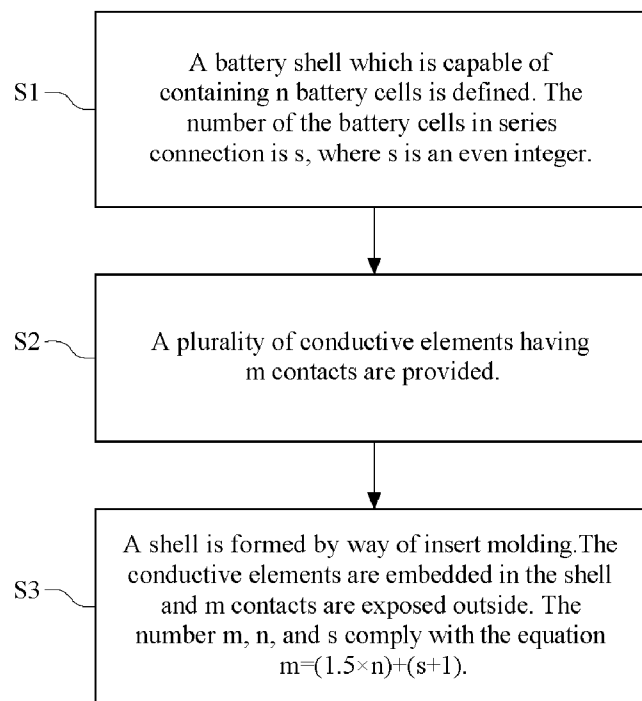 S1
A battery shell which is capable of
containing n battery cells is defined. The
number of the battery cells in series
connection is s, where s is an even integer.
S2
A plurality of conductive elements having
m contacts are provided.
S3
A shell is formed by way of insert molding.The
conductive elements are embedded in the shell
and m contacts are exposed outside. The
number m, n, and s comply with the equation
m=(1.5×n)+(s+1).